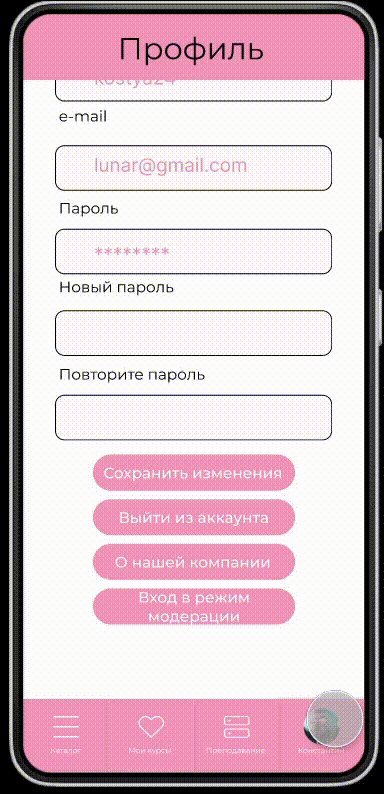 Профиль
kostya24
e-mail
lunar@gmail.com
Пароль
********
Новый пароль
Повторите пароль
Сохранить изменения
Выйти из аккаунта
О нашей компании
Вход в режим
модерации
Каталог
Мои курсы
Преподавание
Константин